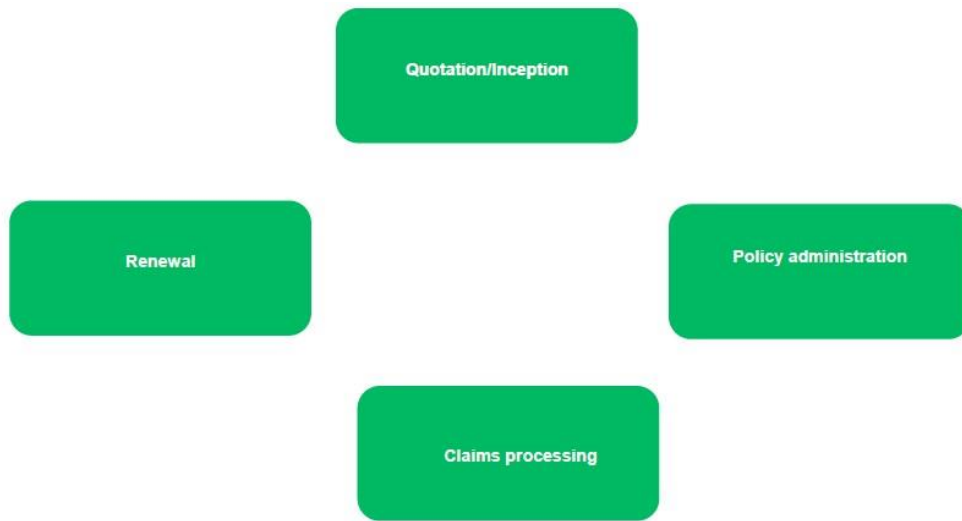 Quotation/Inception
Renewal
Policy administration
Claims processing